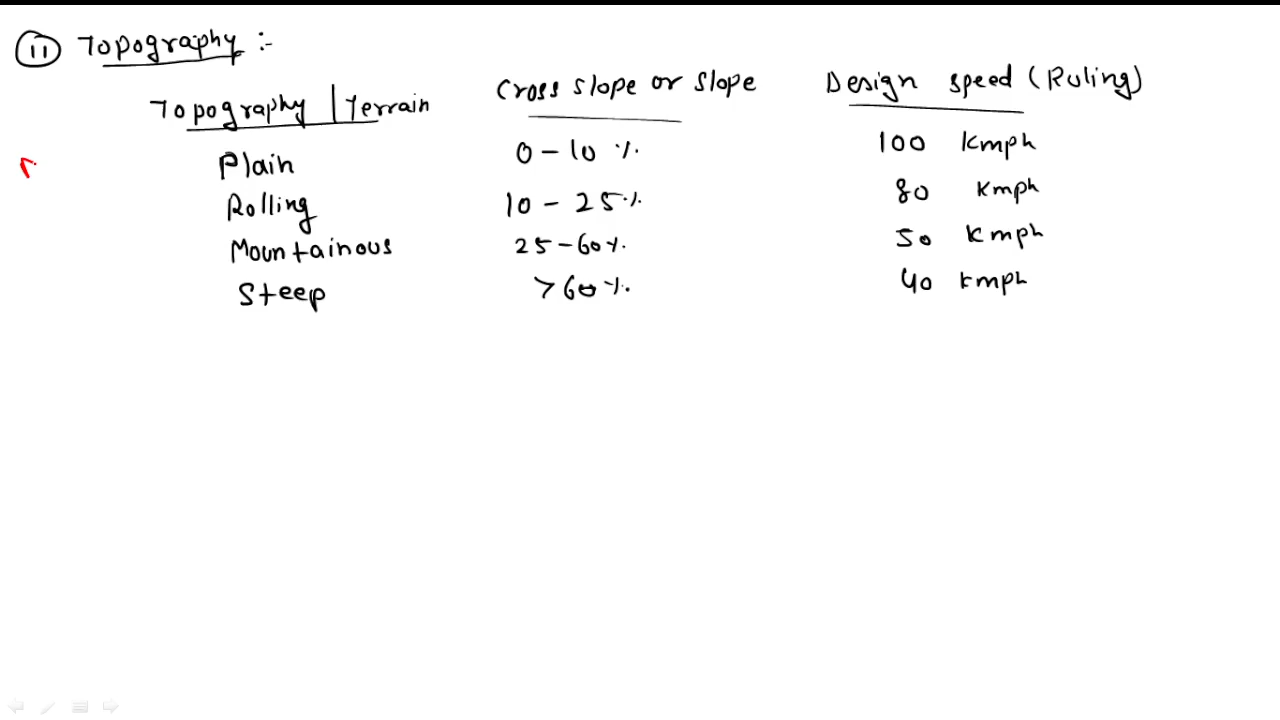 (11) Topography :-
Topography | Terrain Cross slope or slope Design speed (Ruling)
Plain 0 - 10 % 100 Kmph
Rolling 10 - 25% 80 Kmph
Mountainous 25 - 60% 50 Kmph
Steep >60% 40 Kmph